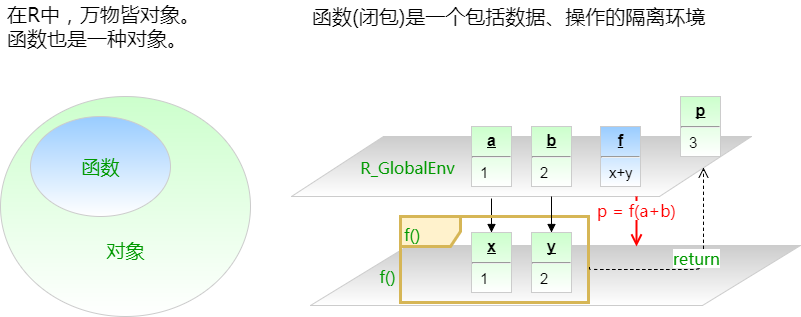 在R中，万物皆对象。
函数也是一种对象。
函数(闭包)是一个包括数据、操作的隔离环境
函数
对象
R_GlobalEnv
a
1
b
2
f
x+y
p
3
p = f(a+b)
f()
f()
x
1
y
2
return